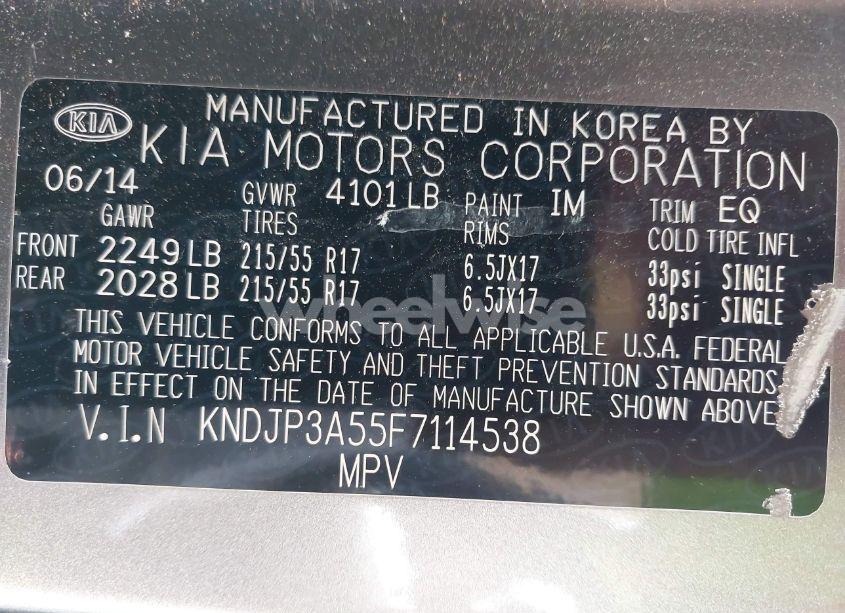 KIA MANUFACTURED IN KOREA BY
KIA MOTORS CORPORATION
06/14 GVWR 4101 LB PAINT IM TRIM EQ
GAWR TIRES RIMS COLD TIRE INFL
FRONT 2249 LB 215/55 R17 6.5JX17 33psi SINGLE
REAR 2028 LB 215/55 R17 6.5JX17 33psi SINGLE
wheelwise
THIS VEHICLE CONFORMS TO ALL APPLICABLE U.S.A. FEDERAL
MOTOR VEHICLE SAFETY AND THEFT PREVENTION STANDARDS
IN EFFECT ON THE DATE OF MANUFACTURE SHOWN ABOVE
V.I.N KNDJP3A55F7114538
MPV